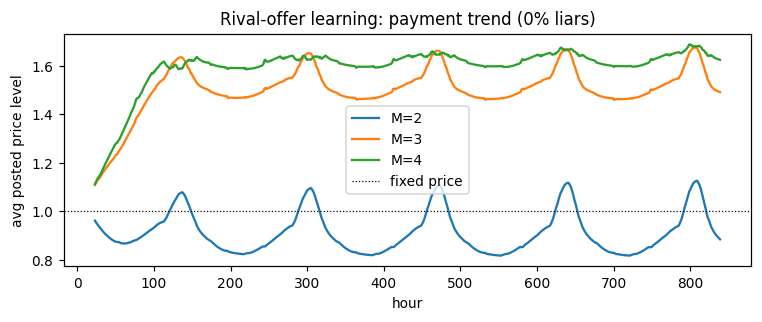 Rival-offer learning: payment trend (0% liars)
avg posted price level
1.6
1.4
1.2
1.0
0.8
M=2
M=3
M=4
fixed price
0 100 200 300 400 500 600 700 800
hour